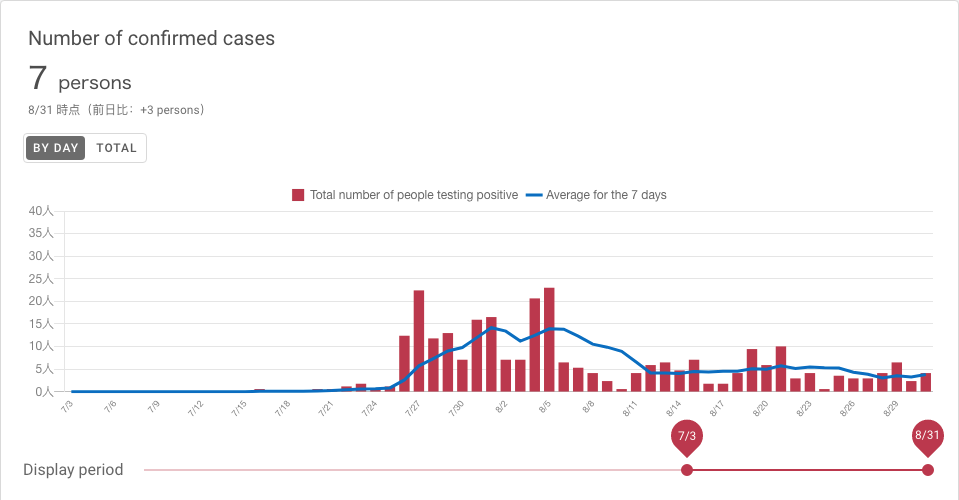 Number of confirmed cases
7 persons
8/31 時点（前日比：+3 persons）
BY DAY TOTAL
Total number of people testing positive Average for the 7 days
40人
35人
30人
25人
20人
15人
10人
5人
0人
7/3 7/6 7/9 7/12 7/15 7/18 7/21 7/24 7/27 7/30 8/2 8/5 8/8 8/11 8/14 8/17 8/20 8/23 8/26 8/29
7/3 8/31
Display period